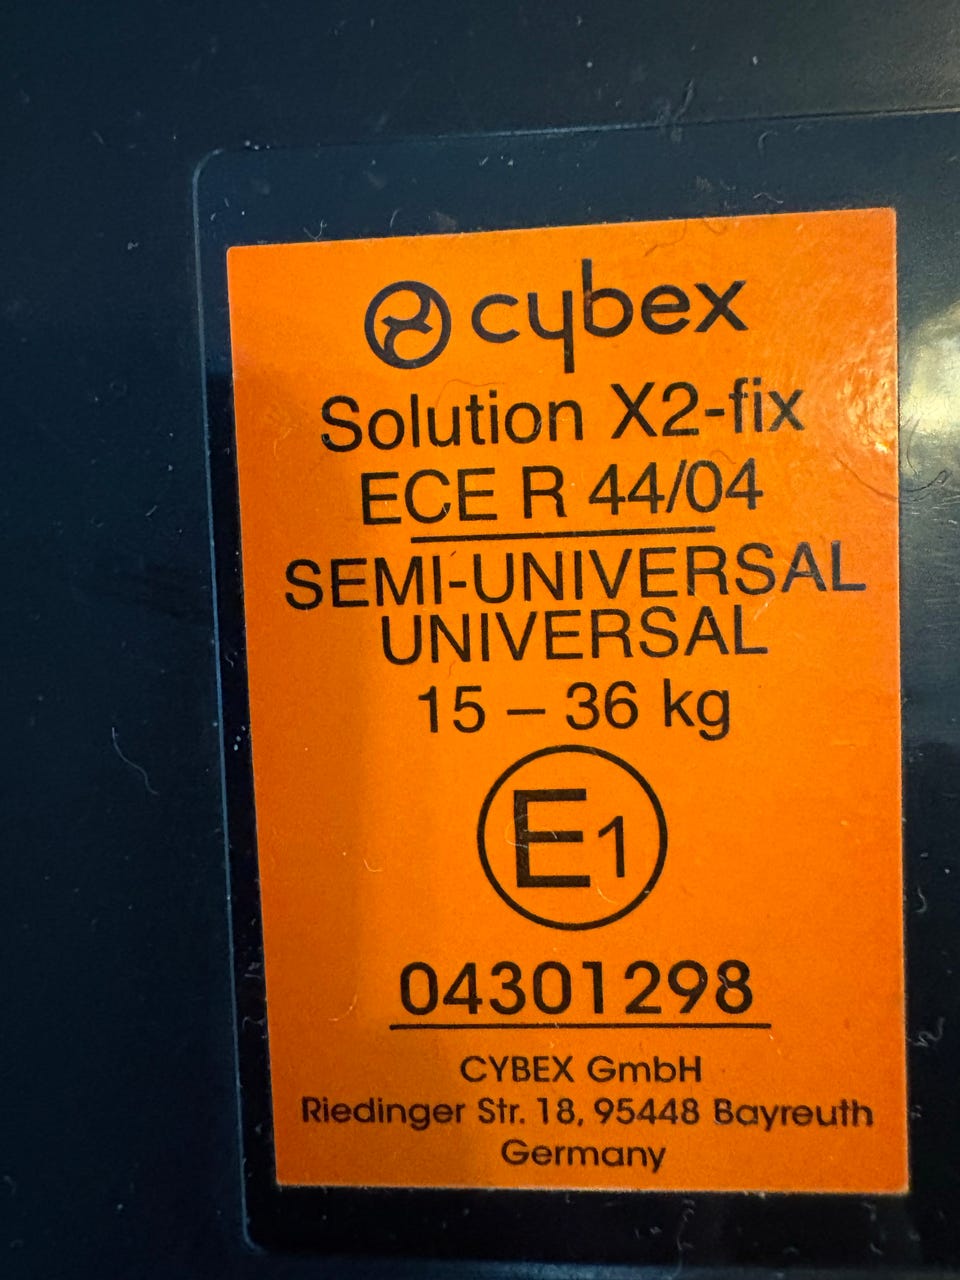 cybex
Solution X2-fix
ECE R 44/04
SEMI-UNIVERSAL
UNIVERSAL
15 – 36 kg
E1
04301298
CYBEX GmbH
Riedinger Str. 18, 95448 Bayreuth
Germany